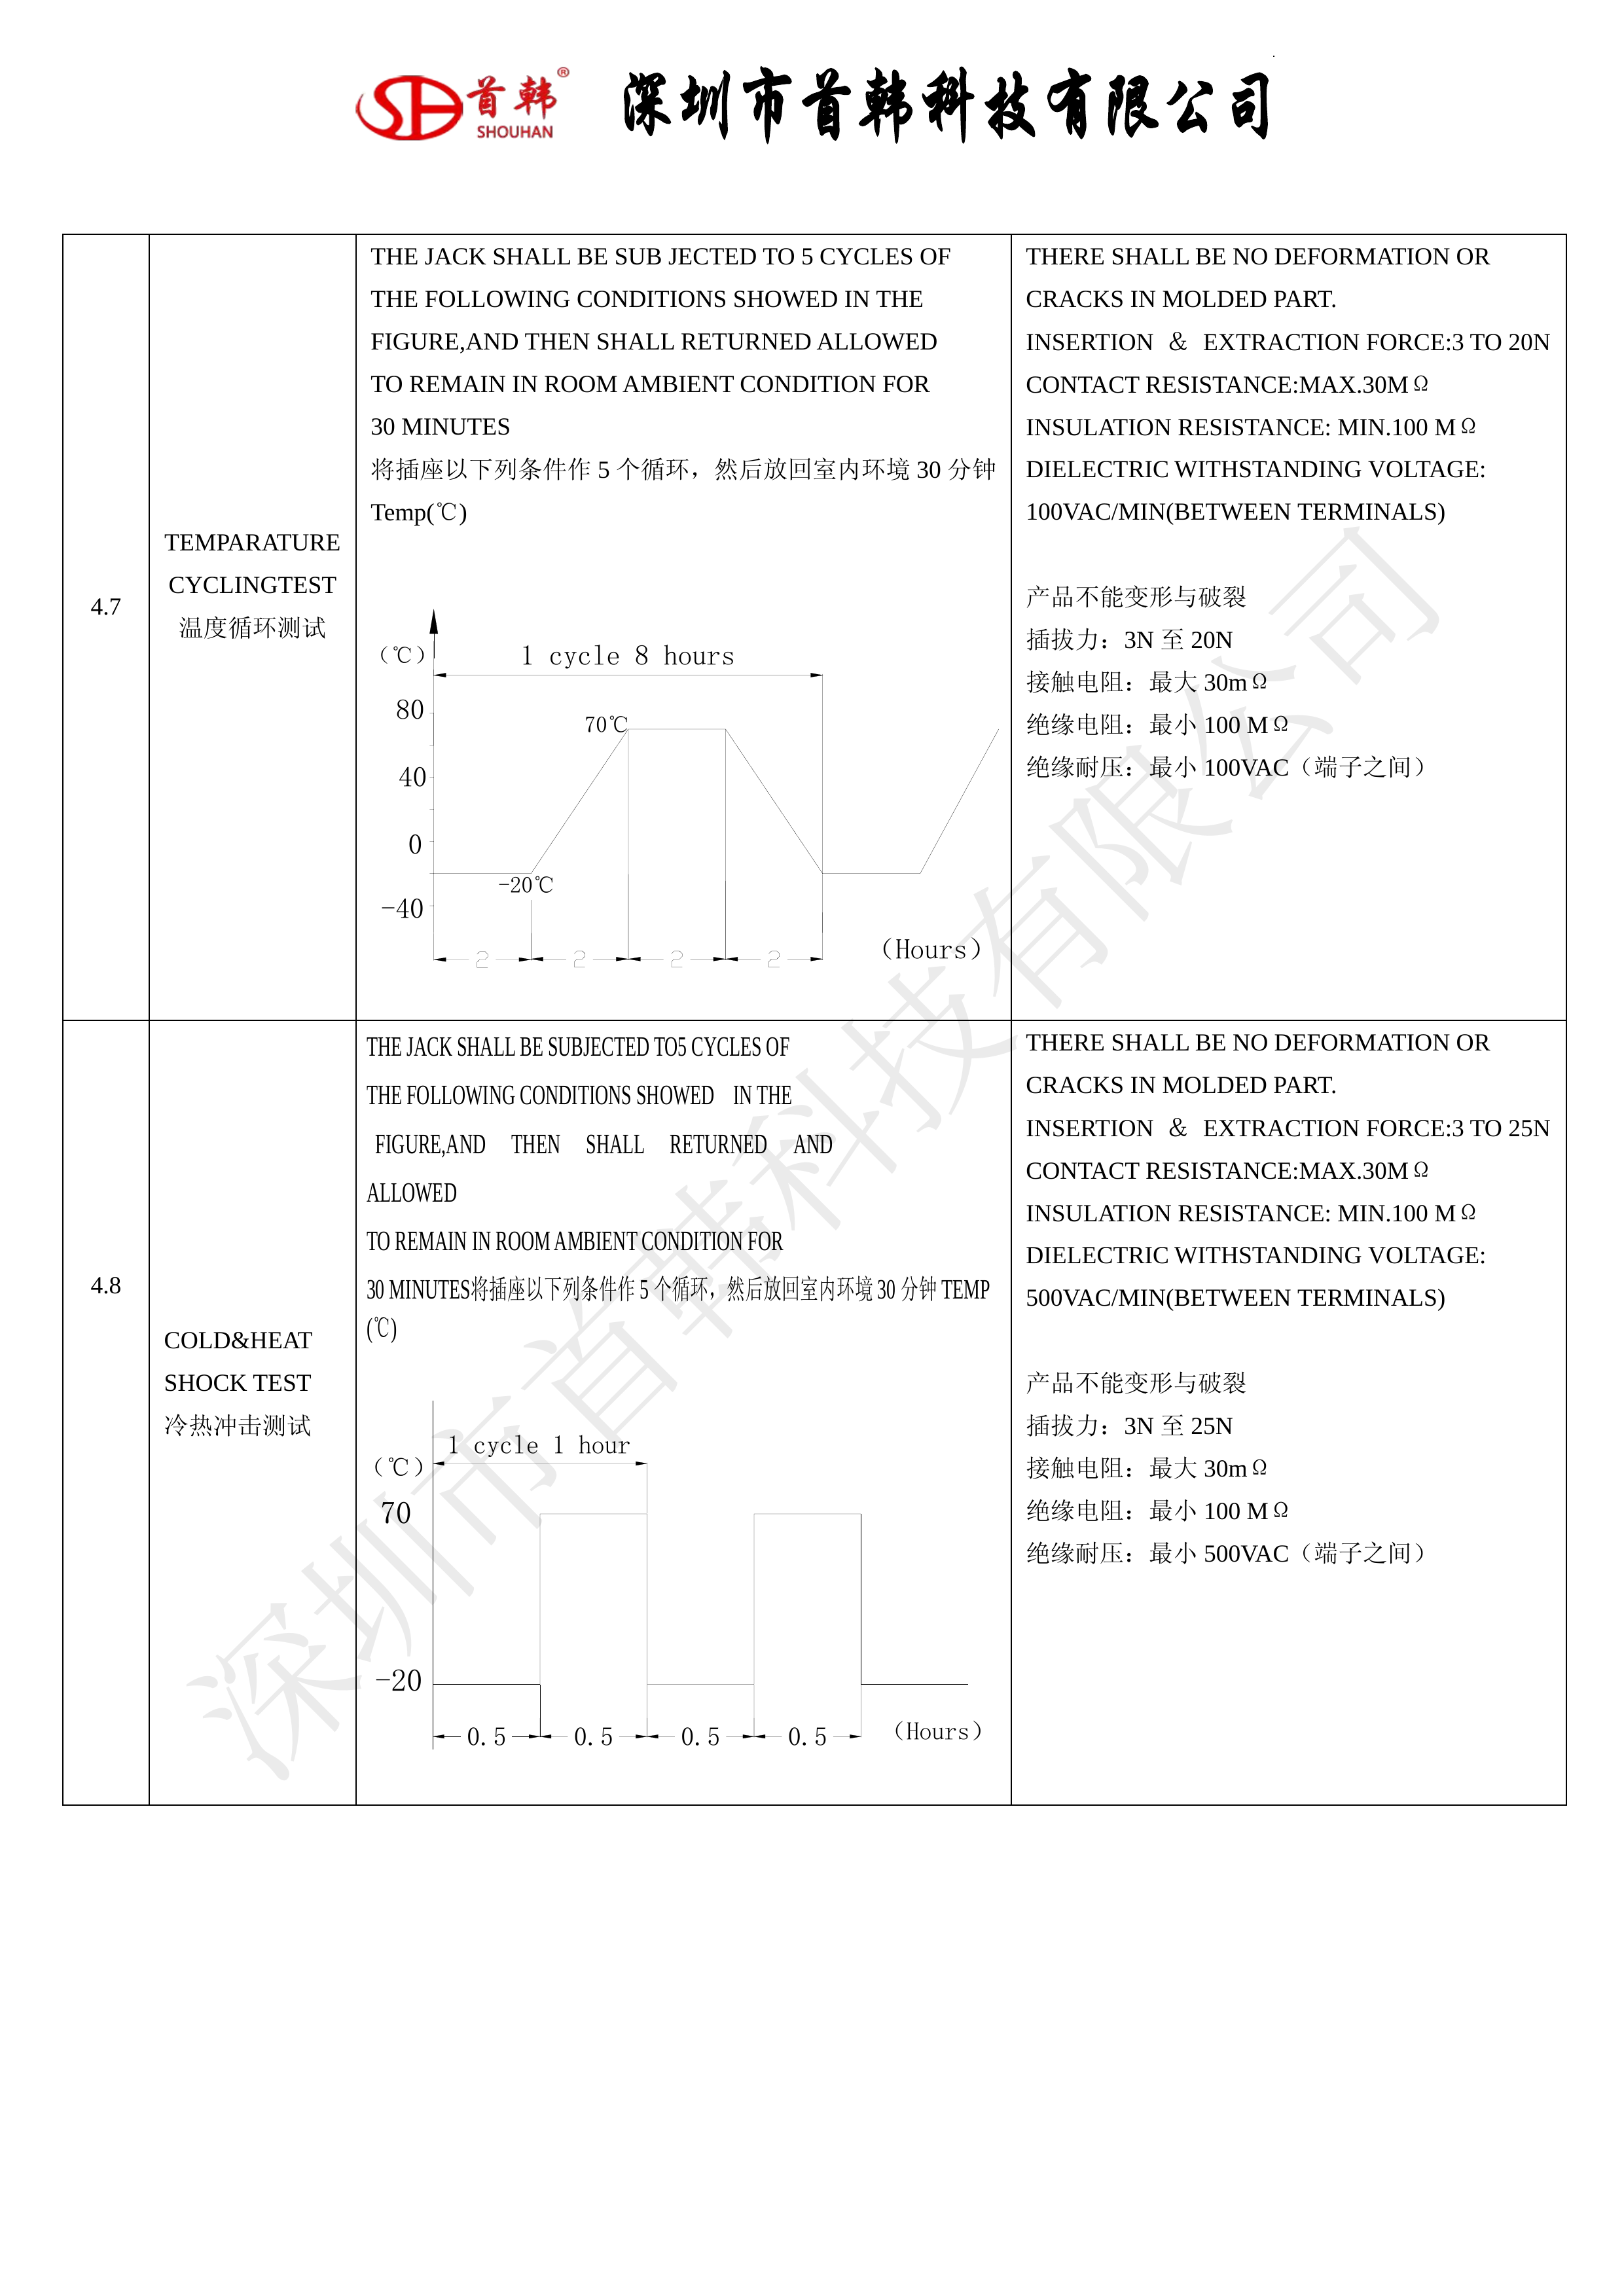 首韩®
SHOUHAN
深圳市首韩科技有限公司
4.7
TEMPARATURE
CYCLINGTEST
温度循环测试
THE JACK SHALL BE SUB JECTED TO 5 CYCLES OF
THE FOLLOWING CONDITIONS SHOWED IN THE
FIGURE,AND THEN SHALL RETURNED ALLOWED
TO REMAIN IN ROOM AMBIENT CONDITION FOR
30 MINUTES
将插座以下列条件作 5 个循环，然后放回室内环境 30 分钟
Temp(℃)
（℃）
1 cycle 8 hours
80
70℃
40
0
-20℃
-40
（Hours）
2 2 2 2
THERE SHALL BE NO DEFORMATION OR
CRACKS IN MOLDED PART.
INSERTION ＆ EXTRACTION FORCE:3 TO 20N
CONTACT RESISTANCE:MAX.30MΩ
INSULATION RESISTANCE: MIN.100 MΩ
DIELECTRIC WITHSTANDING VOLTAGE:
100VAC/MIN(BETWEEN TERMINALS)
产品不能变形与破裂
插拔力：3N 至 20N
接触电阻：最大 30mΩ
绝缘电阻：最小 100 MΩ
绝缘耐压：最小 100VAC（端子之间）
4.8
COLD&HEAT
SHOCK TEST
冷热冲击测试
THE JACK SHALL BE SUBJECTED TO5 CYCLES OF
THE FOLLOWING CONDITIONS SHOWED IN THE
FIGURE,AND THEN SHALL RETURNED AND
ALLOWED
TO REMAIN IN ROOM AMBIENT CONDITION FOR
30 MINUTES将插座以下列条件作 5 个循环，然后放回室内环境 30 分钟 TEMP
(℃)
1 cycle 1 hour
（℃）
70
-20
0.5 0.5 0.5 0.5
（Hours）
THERE SHALL BE NO DEFORMATION OR
CRACKS IN MOLDED PART.
INSERTION ＆ EXTRACTION FORCE:3 TO 25N
CONTACT RESISTANCE:MAX.30MΩ
INSULATION RESISTANCE: MIN.100 MΩ
DIELECTRIC WITHSTANDING VOLTAGE:
500VAC/MIN(BETWEEN TERMINALS)
产品不能变形与破裂
插拔力：3N 至 25N
接触电阻：最大 30mΩ
绝缘电阻：最小 100 MΩ
绝缘耐压：最小 500VAC（端子之间）
深圳市首韩科技有限公司